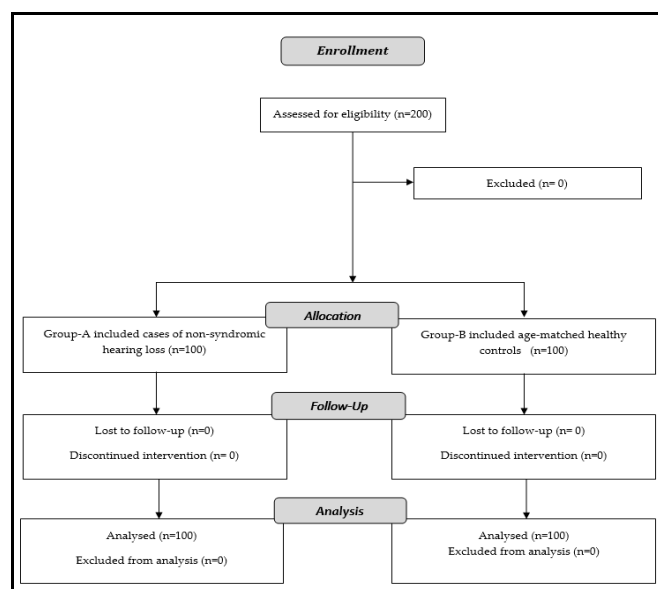 Enrollment
Assessed for eligibility (n=200)
Excluded (n= 0)
Allocation
Group-A included cases of non-syndromic
hearing loss (n=100)
Group-B included age-matched healthy
controls (n=100)
Follow-Up
Lost to follow-up (n=0)
Discontinued intervention (n= 0)
Lost to follow-up (n= 0)
Discontinued intervention (n=0)
Analysis
Analysed (n=100)
Excluded from analysis (n=0)
Analysed (n=100)
Excluded from analysis (n=0)